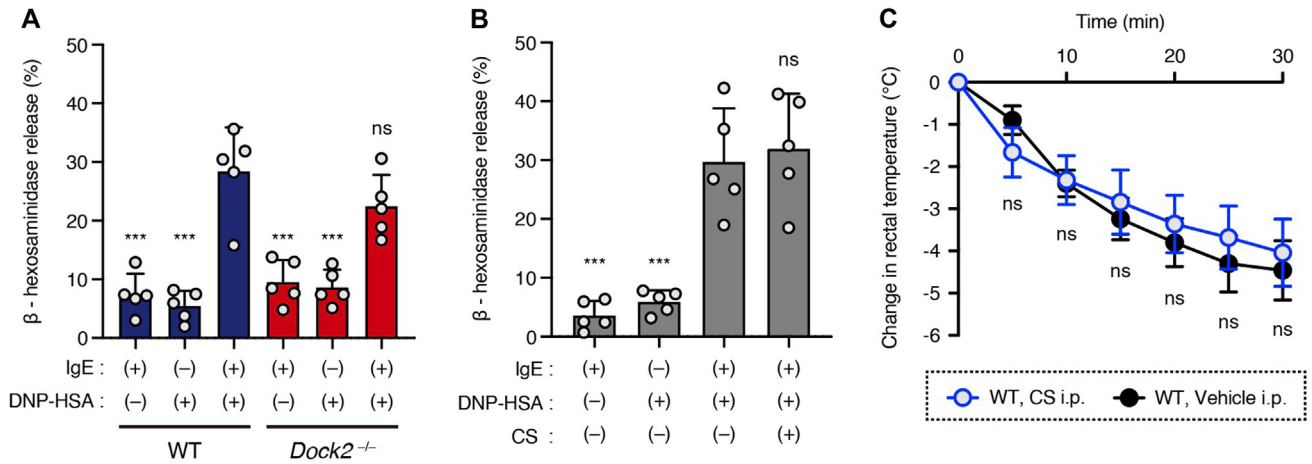 A
β - hexosaminidase release (%)
50
40
30
20
10
0
***
***
***
***
ns
IgE : (+) (–) (+) (+) (–) (+)
DNP-HSA : (–) (+) (+) (–) (+) (+)
WT Dock2 –/–
B
β - hexosaminidase release (%)
50
40
30
20
10
0
***
***
ns
IgE : (+) (–) (+) (+)
DNP-HSA : (–) (+) (+) (+)
CS : (–) (–) (–) (+)
C
Time (min)
0 10 20 30
Change in rectal temperature (°C)
0
-1
-2
-3
-4
-5
-6
ns
ns
ns
ns
ns
ns
WT, CS i.p. WT, Vehicle i.p.